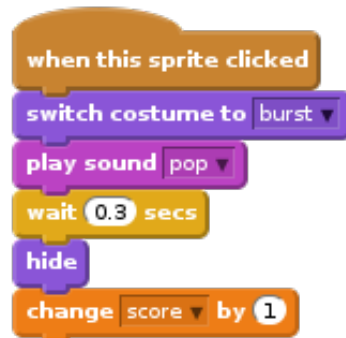 when this sprite clicked
switch costume to burst
play sound pop
wait 0.3 secs
hide
change score by 1